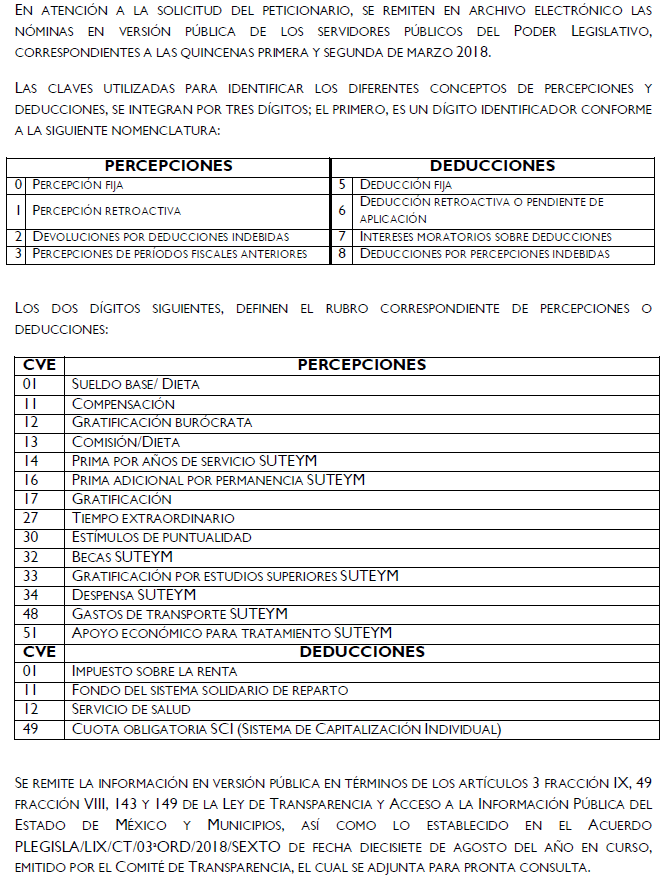 EN ATENCIÓN A LA SOLICITUD DEL PETICIONARIO, SE REMITEN EN ARCHIVO ELECTRÓNICO LAS
NÓMINAS EN VERSIÓN PÚBLICA DE LOS SERVIDORES PÚBLICOS DEL PODER LEGISLATIVO,
CORRESPONDIENTES A LAS QUINCENAS PRIMERA Y SEGUNDA DE MARZO 2018.
LAS CLAVES UTILIZADAS PARA IDENTIFICAR LOS DIFERENTES CONCEPTOS DE PERCEPCIONES Y
DEDUCCIONES, SE INTEGRAN POR TRES DÍGITOS; EL PRIMERO, ES UN DÍGITO IDENTIFICADOR CONFORME
A LA SIGUIENTE NOMENCLATURA:
PERCEPCIONES DEDUCCIONES
0 PERCEPCIÓN FIJA 5 DEDUCCIÓN FIJA
1 PERCEPCIÓN RETROACTIVA 6 DEDUCCIÓN RETROACTIVA O PENDIENTE DE
APLICACIÓN
2 DEVOLUCIONES POR DEDUCCIONES INDEBIDAS 7 INTERESES MORATORIOS SOBRE DEDUCCIONES
3 PERCEPCIONES DE PERÍODOS FISCALES ANTERIORES 8 DEDUCCIONES POR PERCEPCIONES INDEBIDAS
LOS DOS DÍGITOS SIGUIENTES, DEFINEN EL RUBRO CORRESPONDIENTE DE PERCEPCIONES O
DEDUCCIONES:
CVE PERCEPCIONES
01 SUELDO BASE/ DIETA
11 COMPENSACIÓN
12 GRATIFICACIÓN BURÓCRATA
13 COMISIÓN/DIETA
14 PRIMA POR AÑOS DE SERVICIO SUTEYM
16 PRIMA ADICIONAL POR PERMANENCIA SUTEYM
17 GRATIFICACIÓN
27 TIEMPO EXTRAORDINARIO
30 ESTÍMULOS DE PUNTUALIDAD
32 BECAS SUTEYM
33 GRATIFICACIÓN POR ESTUDIOS SUPERIORES SUTEYM
34 DESPENSA SUTEYM
48 GASTOS DE TRANSPORTE SUTEYM
51 APOYO ECONÓMICO PARA TRATAMIENTO SUTEYM
CVE DEDUCCIONES
01 IMPUESTO SOBRE LA RENTA
11 FONDO DEL SISTEMA SOLIDARIO DE REPARTO
12 SERVICIO DE SALUD
49 CUOTA OBLIGATORIA SCI (SISTEMA DE CAPITALIZACIÓN INDIVIDUAL)
SE REMITE LA INFORMACIÓN EN VERSIÓN PÚBLICA EN TÉRMINOS DE LOS ARTÍCULOS 3 FRACCIÓN IX, 49
FRACCIÓN VIII, 143 Y 149 DE LA LEY DE TRANSPARENCIA Y ACCESO A LA INFORMACIÓN PÚBLICA DEL
ESTADO DE MÉXICO Y MUNICIPIOS, ASÍ COMO LO ESTABLECIDO EN EL ACUERDO
PLEGISLA/LIX/CT/03ªORD/2018/SEXTO DE FECHA DIECISIETE DE AGOSTO DEL AÑO EN CURSO,
EMITIDO POR EL COMITÉ DE TRANSPARENCIA, EL CUAL SE ADJUNTA PARA PRONTA CONSULTA.